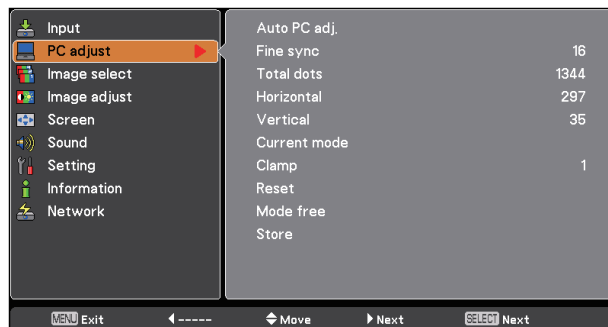 Input
PC adjust
Image select
Image adjust
Screen
Sound
Setting
Information
Network
Auto PC adj.
Fine sync 16
Total dots 1344
Horizontal 297
Vertical 35
Current mode
Clamp 1
Reset
Mode free
Store
MENU Exit ----- Move Next SELECT Next